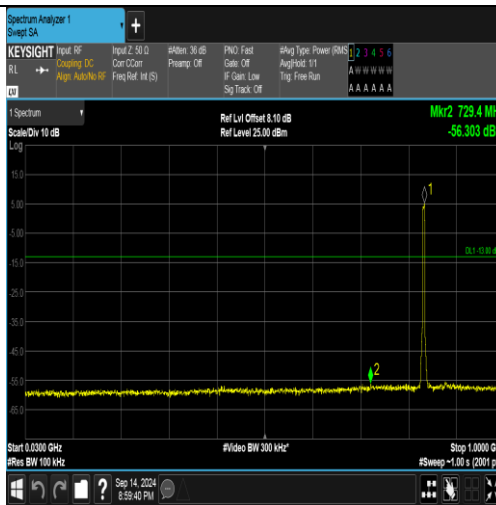 Spectrum Analyzer 1
Swept SA
KEYSIGHT Input: RF Input Z: 50 Ω #Atten: 36 dB PNO: Fast #Avg Type: Power (RMS 1 2 3 4 5 6
RL Coupling: DC Corr CCorr Preamp: Off Gate: Off Avg|Hold: 1/1 A W W W W W
Align: Auto/No RF Freq Ref: Int (S) IF Gain: Low Trig: Free Run
LXI Sig Track: Off A A A A A A
1 Spectrum Ref Lvl Offset 8.10 dB Mkr2 729.4 MH
Scale/Div 10 dB Ref Level 25.00 dBm -56.303 dB
Log
15.0
1
5.00
-5.00
DL1 -13.00 d
-15.0
-25.0
-35.0
-45.0
2
-55.0
-65.0
Start 0.0300 GHz #Video BW 300 kHz* Stop 1.0000 G
#Res BW 100 kHz #Sweep ~1.00 s (2001 p
? Sep 14, 2024
8:59:40 PM